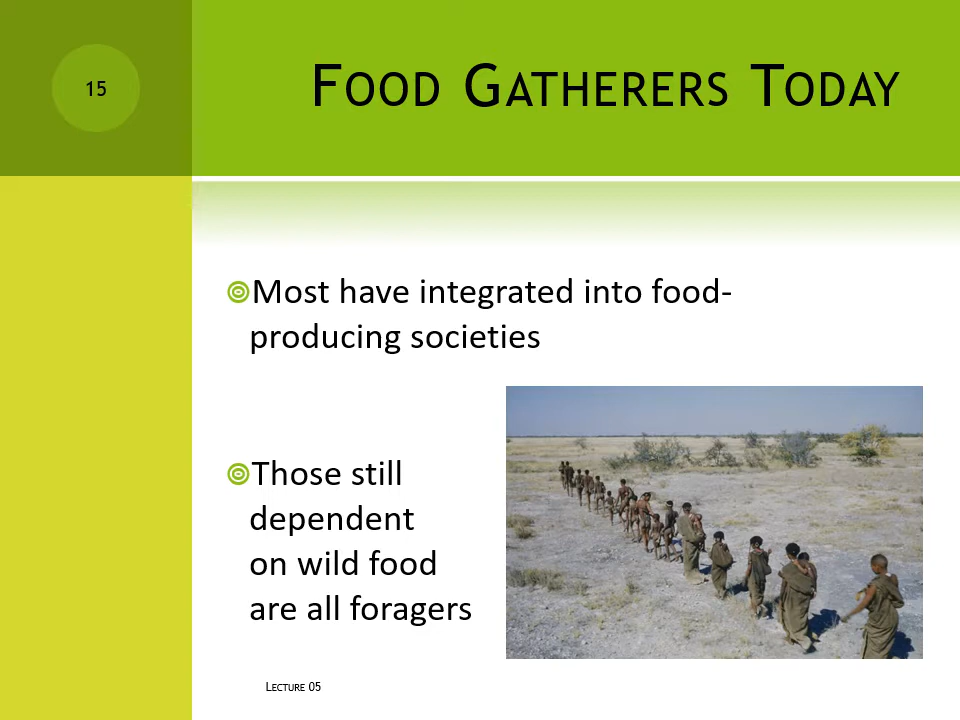 15
Food Gatherers Today
Most have integrated into food-
producing societies
Those still
dependent
on wild food
are all foragers
Lecture 05